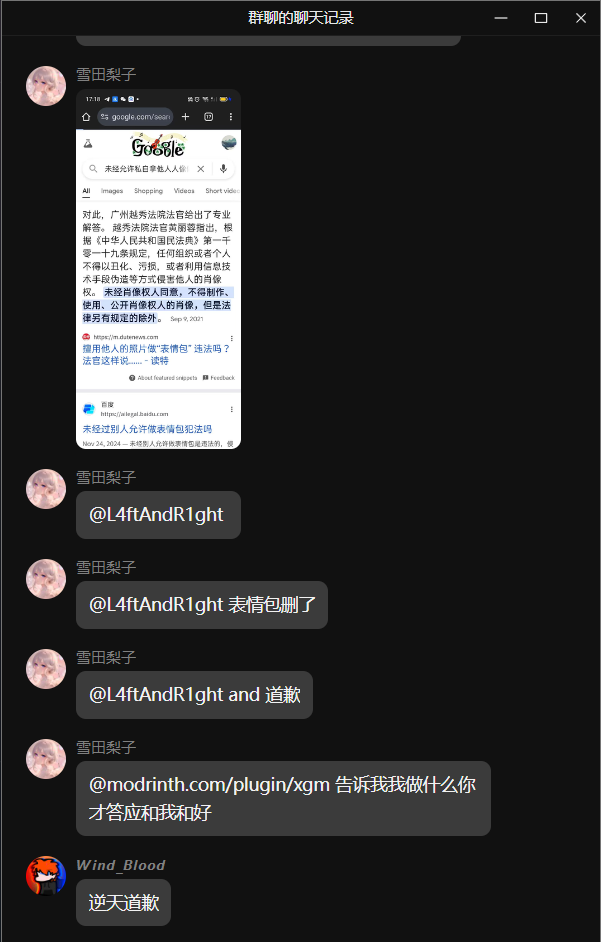 群聊的聊天记录
雪田梨子
17:18
google.com/sear
17
Google
未经允许私自拿他人人像
All Images Shopping Videos Short video
对此，广州越秀法院法官给出了专业
解答。 越秀法院法官黄丽蓉指出，根
据《中华人民共和国民法典》第一千
零一十九条规定，任何组织或者个人
不得以丑化、污损，或者利用信息技
术手段伪造等方式侵害他人的肖像
权。 未经肖像权人同意，不得制作、
使用、公开肖像权人的肖像，但是法
律另有规定的除外。 Sep 9, 2021
https://m.dutenews.com
擅用他人的照片做“表情包” 违法吗？
法官这样说…… - 读特
About featured snippets Feedback
百度
https://ailegal.baidu.com
未经过别人允许做表情包犯法吗
Nov 24, 2024 — 未经别人允许做表情包是违法的，侵
雪田梨子
@L4ftAndR1ght
雪田梨子
@L4ftAndR1ght 表情包删了
雪田梨子
@L4ftAndR1ght and 道歉
雪田梨子
@modrinth.com/plugin/xgm 告诉我我做什么你
才答应和我和好
Wind_Blood
逆天道歉